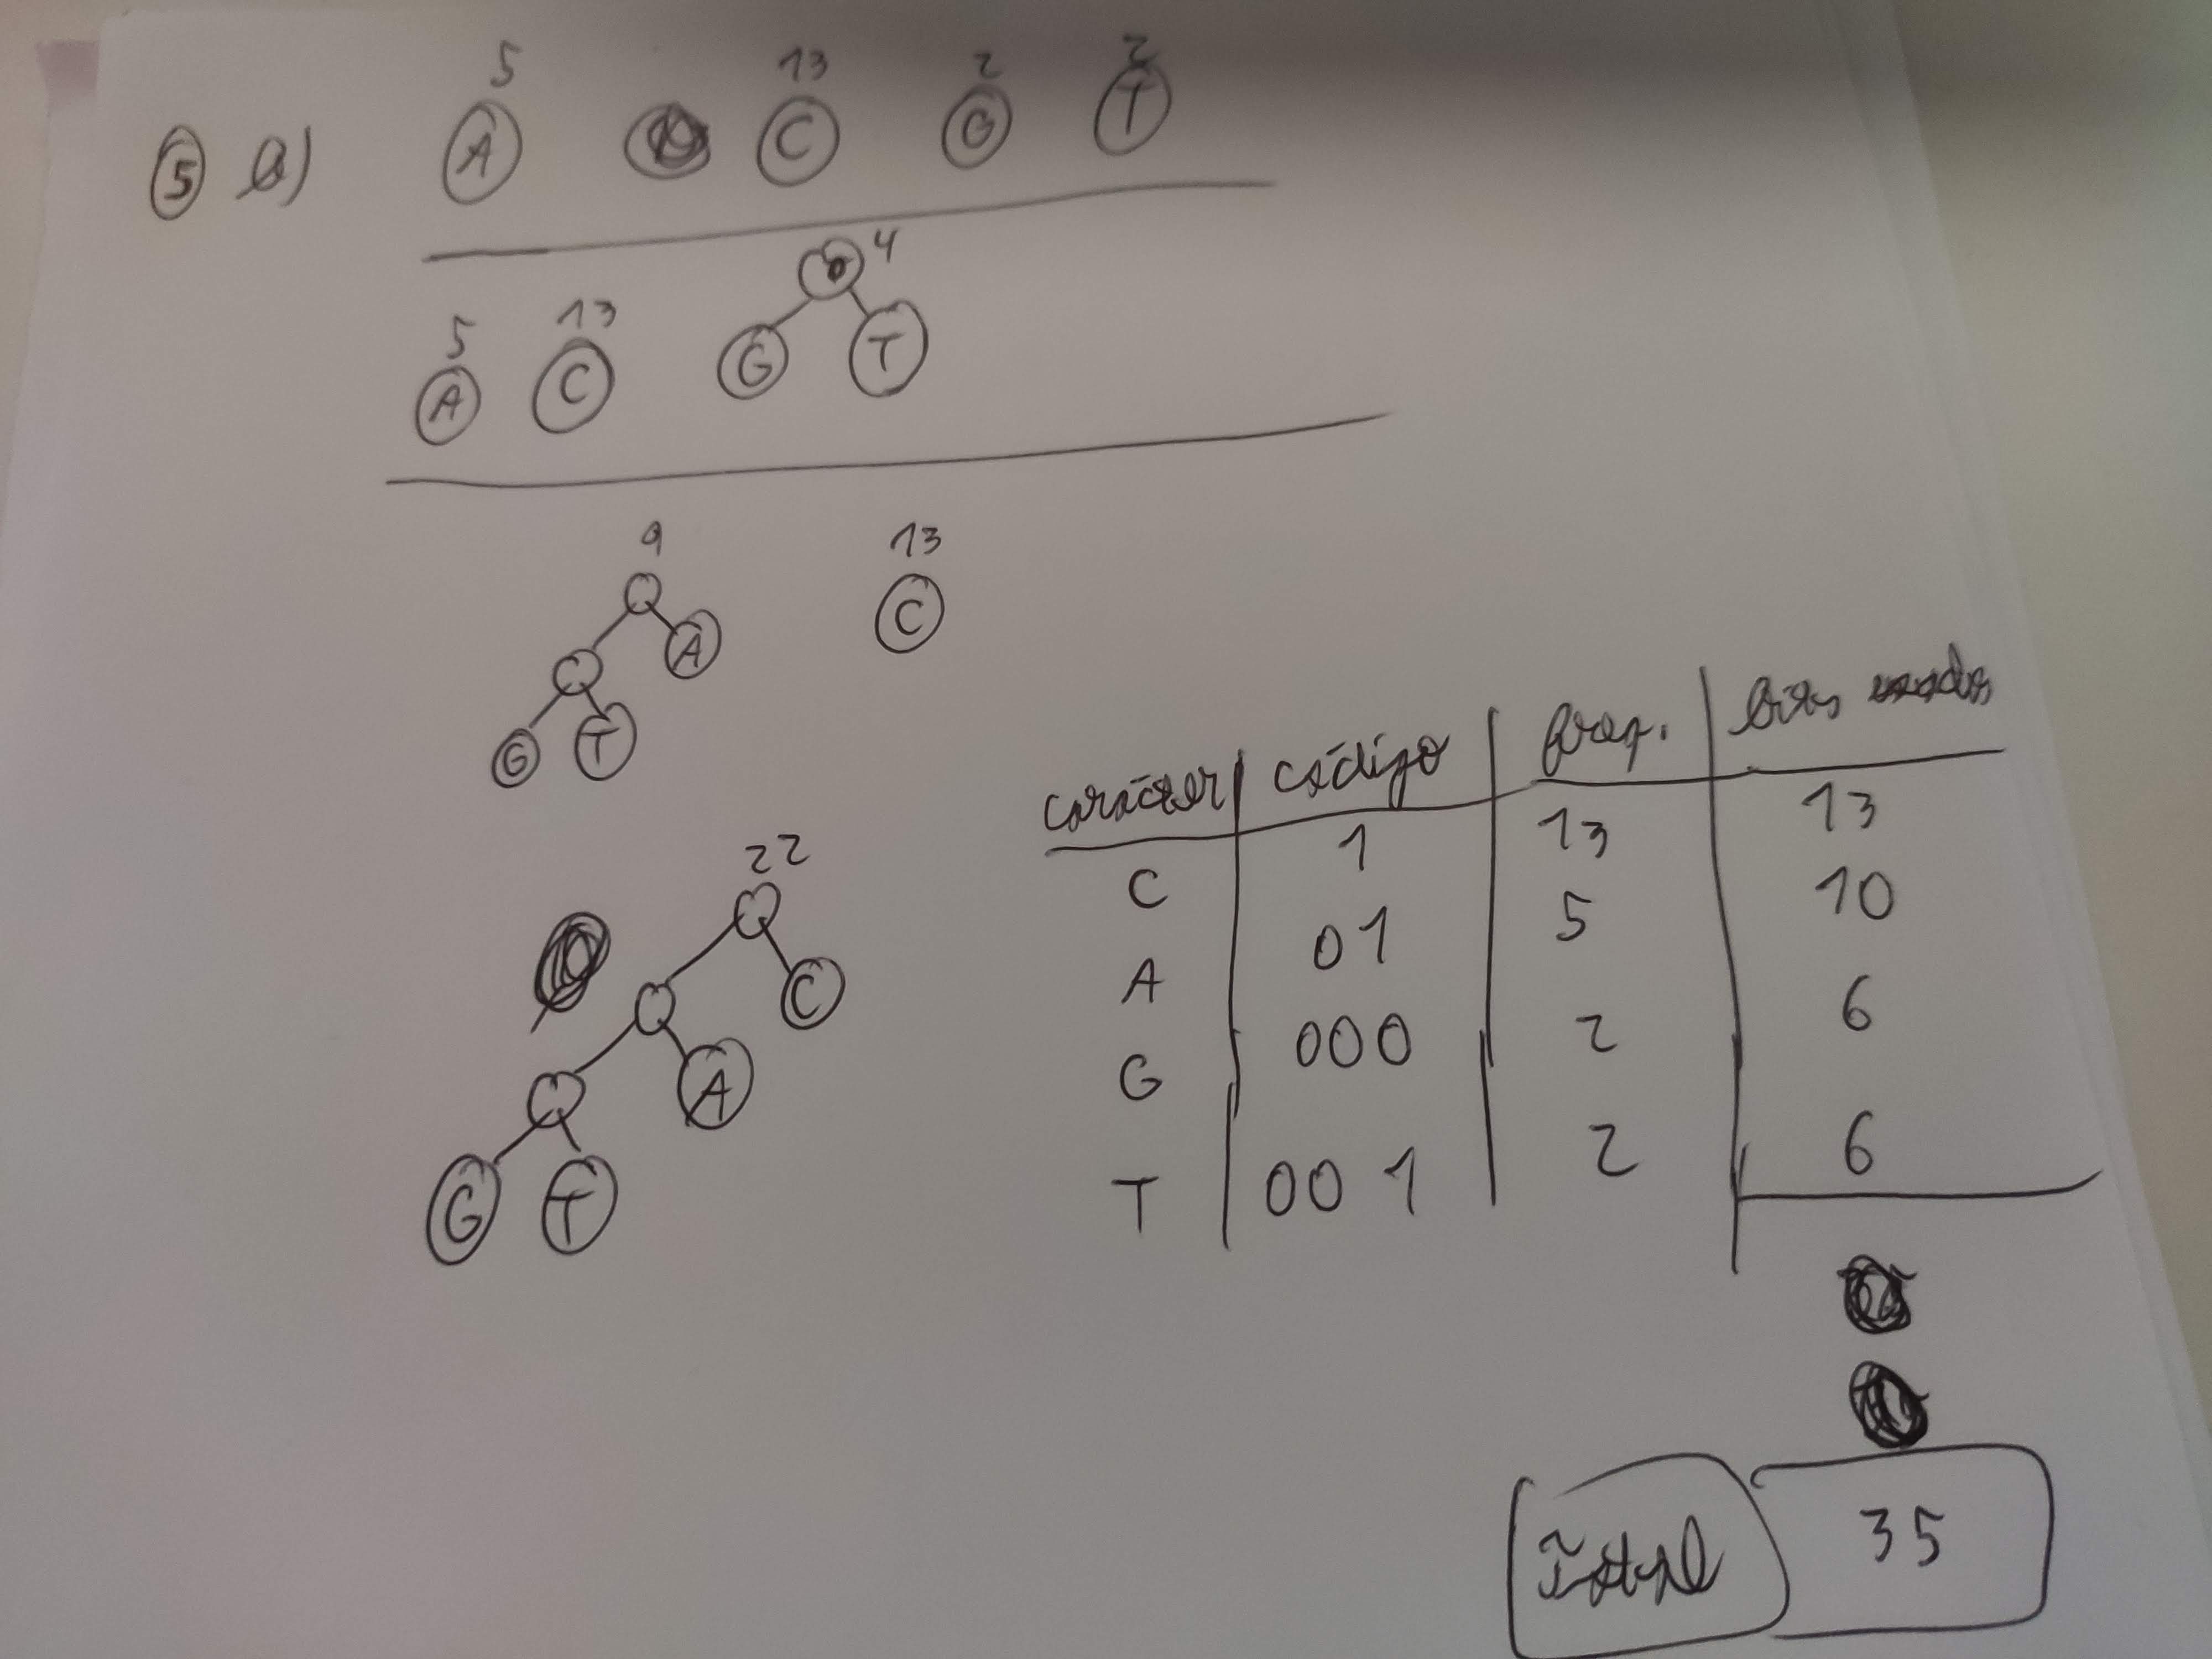 5 13 2 2
5 a) A C G T
4
5 13
A C G T
9 13
A C
G T
22
C
A
G T
carácter código freq. bits usados
C 1 13 13
A 01 5 10
G 000 2 6
T 001 2 6
Total 35